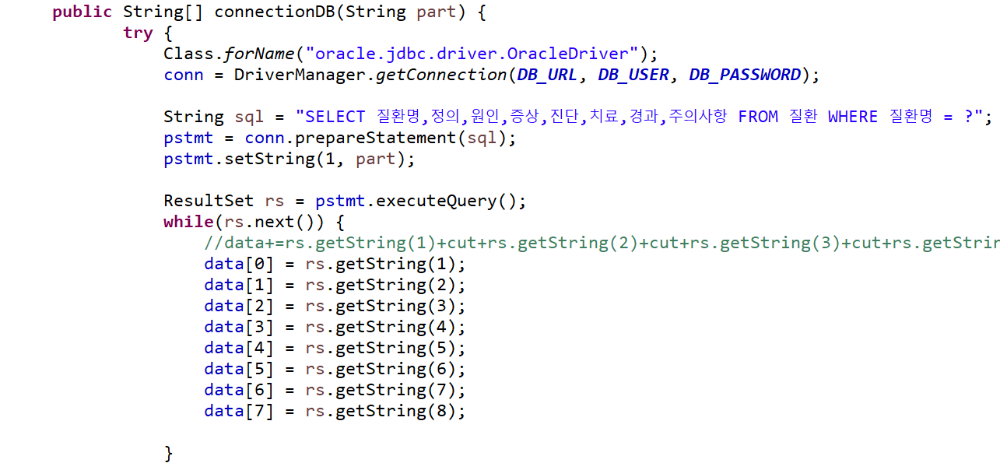 public String[] connectionDB(String part) {
try {
Class.forName("oracle.jdbc.driver.OracleDriver");
conn = DriverManager.getConnection(DB_URL, DB_USER, DB_PASSWORD);
String sql = "SELECT 질환명,정의,원인,증상,진단,치료,경과,주의사항 FROM 질환 WHERE 질환명 = ?";
pstmt = conn.prepareStatement(sql);
pstmt.setString(1, part);
ResultSet rs = pstmt.executeQuery();
while(rs.next()) {
//data+=rs.getString(1)+cut+rs.getString(2)+cut+rs.getString(3)+cut+rs.getStrin
data[0] = rs.getString(1);
data[1] = rs.getString(2);
data[2] = rs.getString(3);
data[3] = rs.getString(4);
data[4] = rs.getString(5);
data[5] = rs.getString(6);
data[6] = rs.getString(7);
data[7] = rs.getString(8);
}